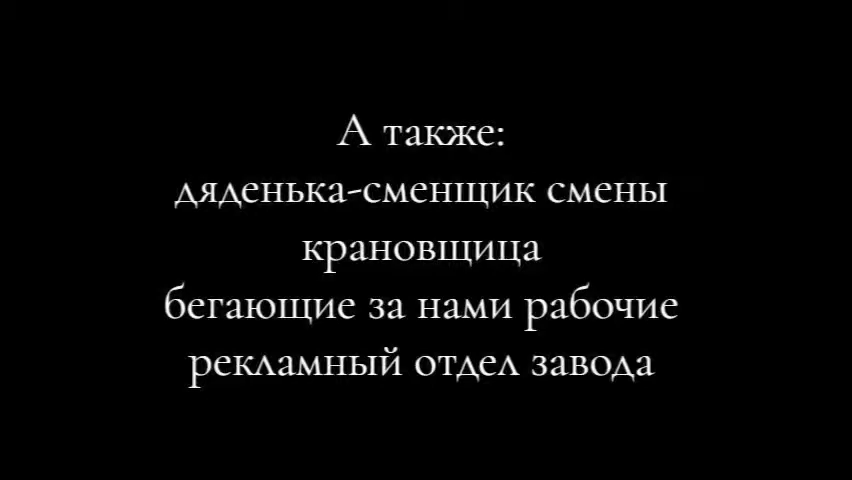 А также:
дяденька-сменщик смены
крановщица
бегающие за нами рабочие
рекламный отдел завода